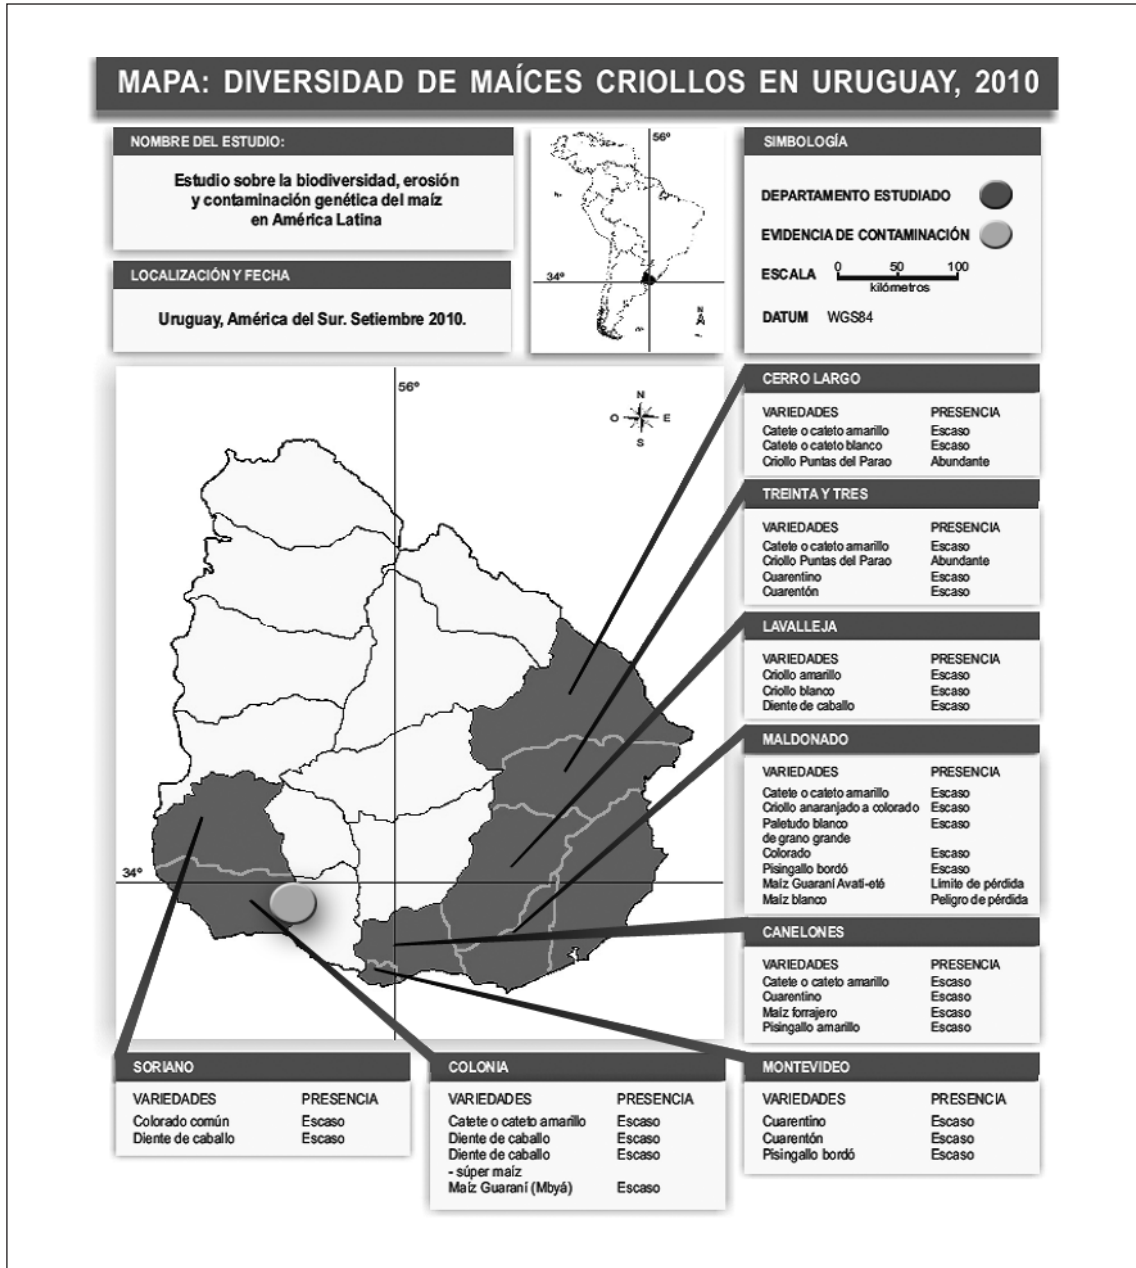 MAPA: DIVERSIDAD DE MAÍCES CRIOLLOS EN URUGUAY, 2010
NOMBRE DEL ESTUDIO:
Estudio sobre la biodiversidad, erosión
y contaminación genética del maíz
en América Latina
LOCALIZACIÓN Y FECHA
Uruguay, América del Sur. Setiembre 2010.
56º
34º
N
SIMBOLOGÍA
DEPARTAMENTO ESTUDIADO
EVIDENCIA DE CONTAMINACIÓN
ESCALA 0 50 100
kilómetros
DATUM WGS84
56º
N
O E
S
34º
CERRO LARGO
VARIEDADES PRESENCIA
Catete o cateto amarillo Escaso
Catete o cateto blanco Escaso
Criollo Puntas del Parao Abundante
TREINTA Y TRES
VARIEDADES PRESENCIA
Catete o cateto amarillo Escaso
Criollo Puntas del Parao Abundante
Cuarentino Escaso
Cuarentón Escaso
LAVALLEJA
VARIEDADES PRESENCIA
Criollo amarillo Escaso
Criollo blanco Escaso
Diente de caballo Escaso
MALDONADO
VARIEDADES PRESENCIA
Catete o cateto amarillo Escaso
Criollo anaranjado a colorado Escaso
Paletudo blanco Escaso
de grano grande
Colorado Escaso
Pisingallo bordó Escaso
Maíz Guaraní Avatí-eté Límite de pérdida
Maíz blanco Peligro de pérdida
CANELONES
VARIEDADES PRESENCIA
Catete o cateto amarillo Escaso
Cuarentino Escaso
Maíz forrajero Escaso
Pisingallo amarillo Escaso
SORIANO
VARIEDADES PRESENCIA
Colorado común Escaso
Diente de caballo Escaso
COLONIA
VARIEDADES PRESENCIA
Catete o cateto amarillo Escaso
Diente de caballo Escaso
Diente de caballo Escaso
- súper maíz
Maíz Guaraní (Mbyá) Escaso
MONTEVIDEO
VARIEDADES PRESENCIA
Cuarentino Escaso
Cuarentón Escaso
Pisingallo bordó Escaso